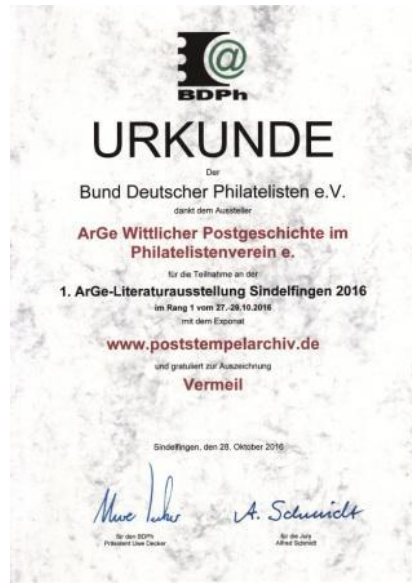 @
BDPh
URKUNDE
Der
Bund Deutscher Philatelisten e.V.
dankt dem Aussteller
ArGe Wittlicher Postgeschichte im
Philatelistenverein e.
für die Teilnahme an der
1. ArGe-Literaturausstellung Sindelfingen 2016
im Rang 1 vom 27.-29.10.2016
mit dem Exponat
www.poststempelarchiv.de
und gratuliert zur Auszeichnung
Vermeil
Sindelfingen, den 28. Oktober 2016
A. Schmidt
für den BDPh für die Jury
Präsident Uwe Decker Alfred Schmidt